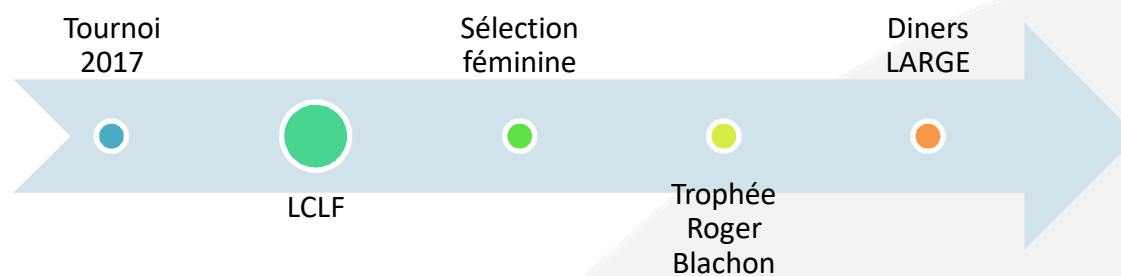 Tournoi
2017
LCLF
Sélection
féminine
Trophée
Roger
Blachon
Diners
LARGE